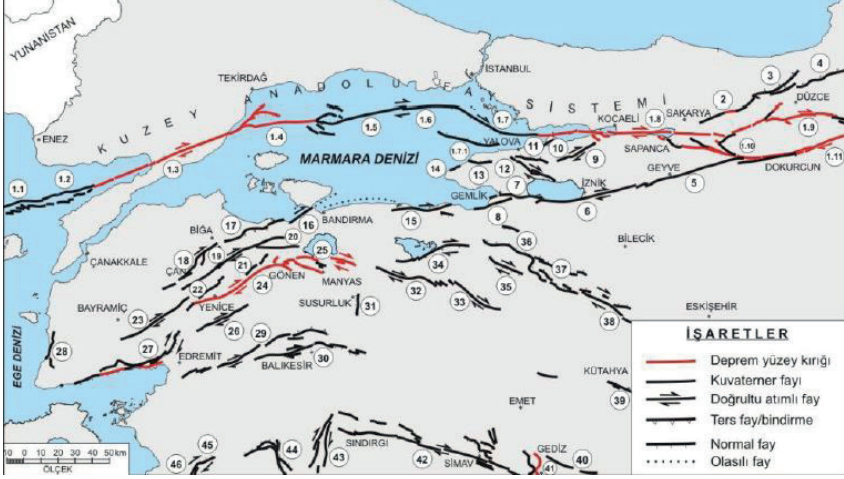 YUNANİSTAN
İSTANBUL
TEKİRDAĞ
KUZEY ANADOLU FAY SİSTEMİ
3
4
2
DÜZCE
ENEZ
1.4
1.5
1.6
1.7
KOCAELİ
1.8
SAKARYA
1.9
YALOVA
11
10
9
SAPANCA
1.10
1.11
1.1
1.2
1.3
MARMARA DENİZİ
1.7.1
14
13
12
GEYVE
DOKURCUN
GEMLİK
7
İZNİK
6
5
17
16
BANDIRMA
15
8
BİGA
20
36
BİLECİK
ÇANAKKALE
18
19
ÇAN
21
25
34
37
GÖNEN
MANYAS
22
24
YENİCE
32
33
35
BAYRAMİÇ
23
SUSURLUK
31
38
ESKİŞEHİR
26
EGE DENİZİ
28
27
EDREMİT
29
BALIKESİR
30
KÜTAHYA
39
EMET
İŞARETLER
Deprem yüzey kırığı
Kuvaterner fayı
Doğrultu atımlı fay
Ters fay/bindirme
Normal fay
Olasılı fay
10 0 10 20 30 40 50km
ÖLÇEK
46
45
44
43
SINDIRGI
42
SİMAV
GEDİZ
41
40